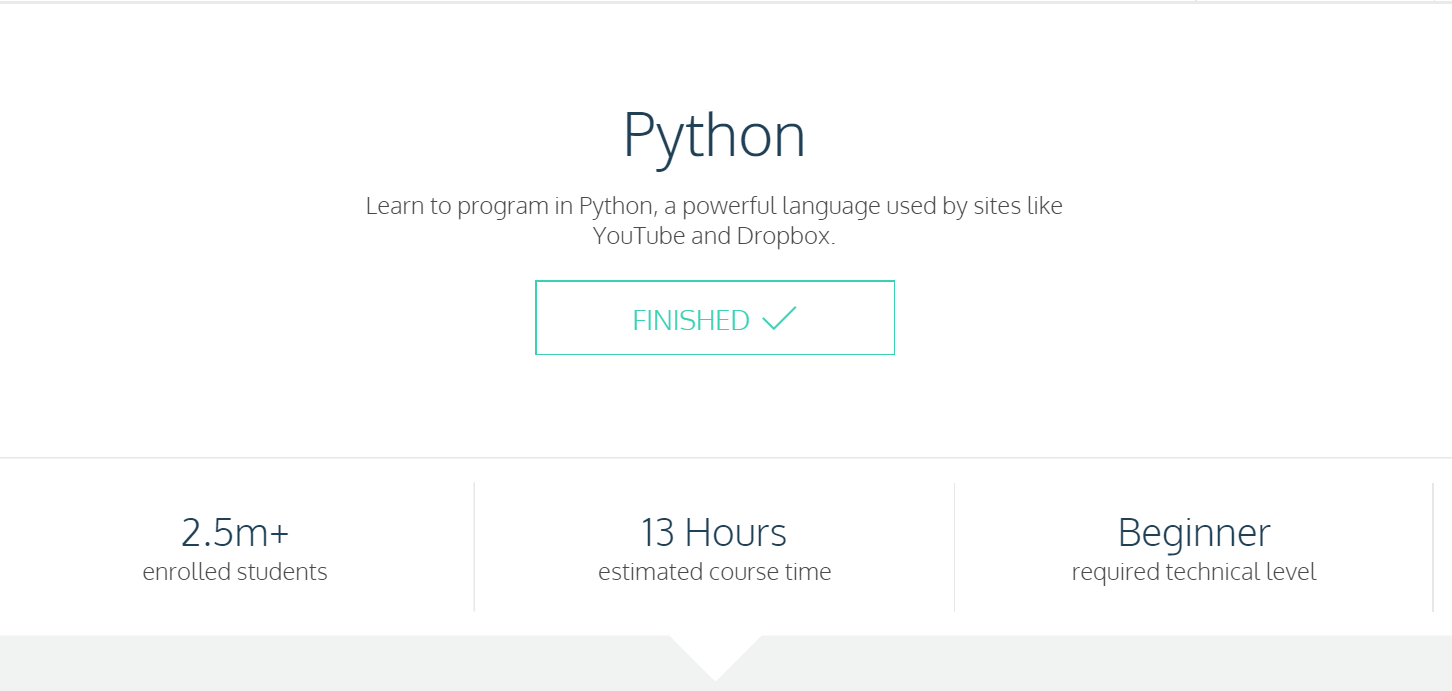 Python
Learn to program in Python, a powerful language used by sites like
YouTube and Dropbox.
FINISHED
2.5m+
enrolled students
13 Hours
estimated course time
Beginner
required technical level